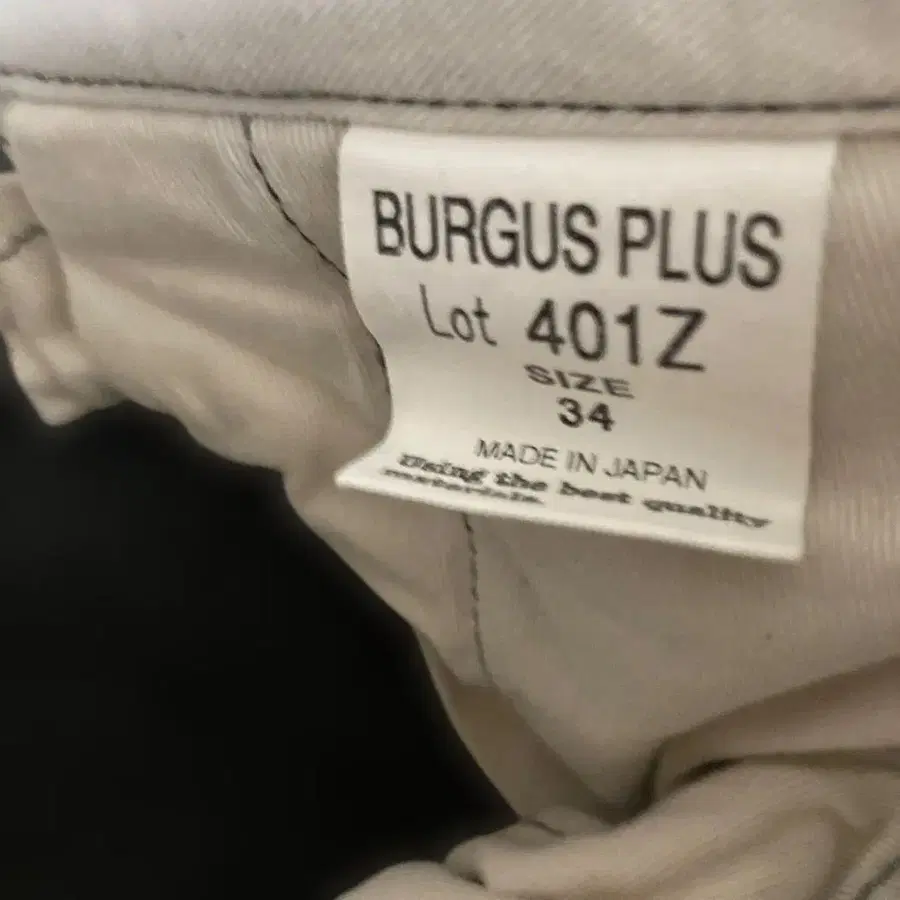 BURGUS PLUS
Lot 401Z
SIZE
34
MADE IN JAPAN
Using the best quality
materials.